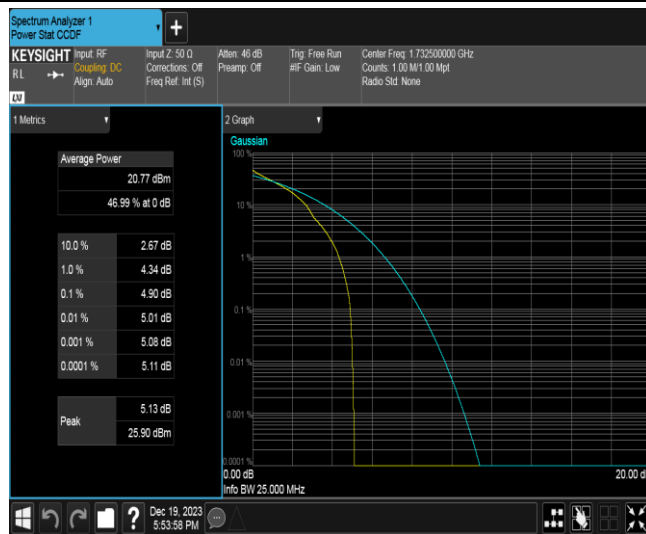 Spectrum Analyzer 1
Power Stat CCDF
+
KEYSIGHT
RL
LXI
Input: RF
Coupling: DC
Align: Auto
Input Z: 50 Ω
Corrections: Off
Freq Ref: Int (S)
Atten: 46 dB
Preamp: Off
Trig: Free Run
#IF Gain: Low
Center Freq: 1.732500000 GHz
Counts: 1.00 M/1.00 Mpt
Radio Std: None
1 Metrics
Average Power
20.77 dBm
46.99 % at 0 dB
10.0 % 2.67 dB
1.0 % 4.34 dB
0.1 % 4.90 dB
0.01 % 5.01 dB
0.001 % 5.08 dB
0.0001 % 5.11 dB
Peak
5.13 dB
25.90 dBm
2 Graph
Gaussian
100 %
10 %
1 %
0.1 %
0.01 %
0.001 %
0.0001 %
0.00 dB
20.00 d
Info BW 25.000 MHz
?
Dec 19, 2023
5:53:58 PM